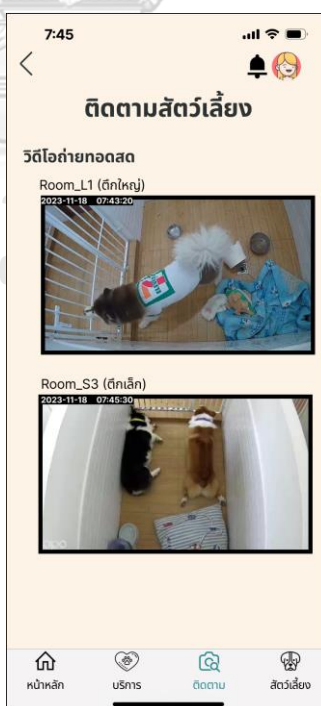 7:45
ติดตามสัตว์เลี้ยง
วิดีโอถ่ายทอดสด
Room_L1 (ตึกใหญ่)
2023-11-18 07:43:20
Room_S3 (ตึกเล็ก)
2023-11-18 07:45:30
หน้าหลัก
บริการ
ติดตาม
สัตว์เลี้ยง